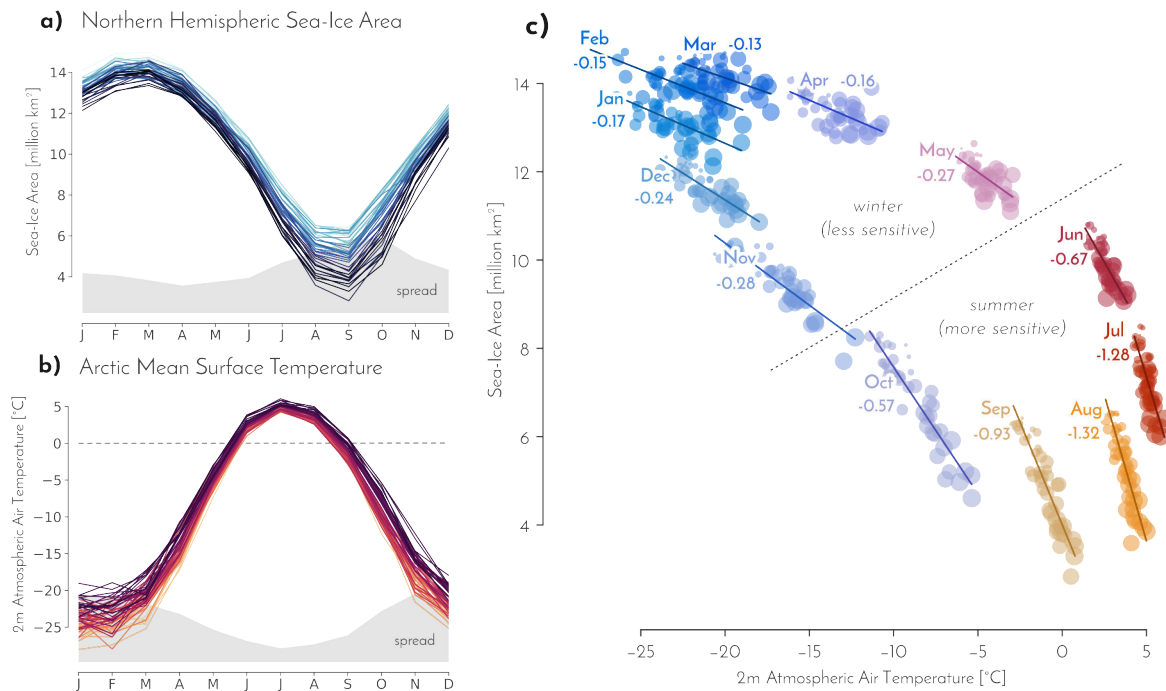 a) Northern Hemispheric Sea-Ice Area
Sea-Ice Area [million km²]
14
12
10
8
6
4
spread
J F M A M J J A S O N D
b) Arctic Mean Surface Temperature
2m Atmospheric Air Temperature [°C]
5
0
−5
−10
−15
−20
−25
spread
J F M A M J J A S O N D
c)
Sea-Ice Area [million km²]
14
12
10
8
6
4
Feb
-0.15
Mar -0.13
Jan
-0.17
Apr -0.16
Dec
-0.24
May
-0.27
winter
(less sensitive)
Nov
-0.28
Jun
-0.67
summer
(more sensitive)
Jul
-1.28
Oct
-0.57
Sep
-0.93
Aug
-1.32
−25 −20 −15 −10 −5 0 5
2m Atmospheric Air Temperature [°C]